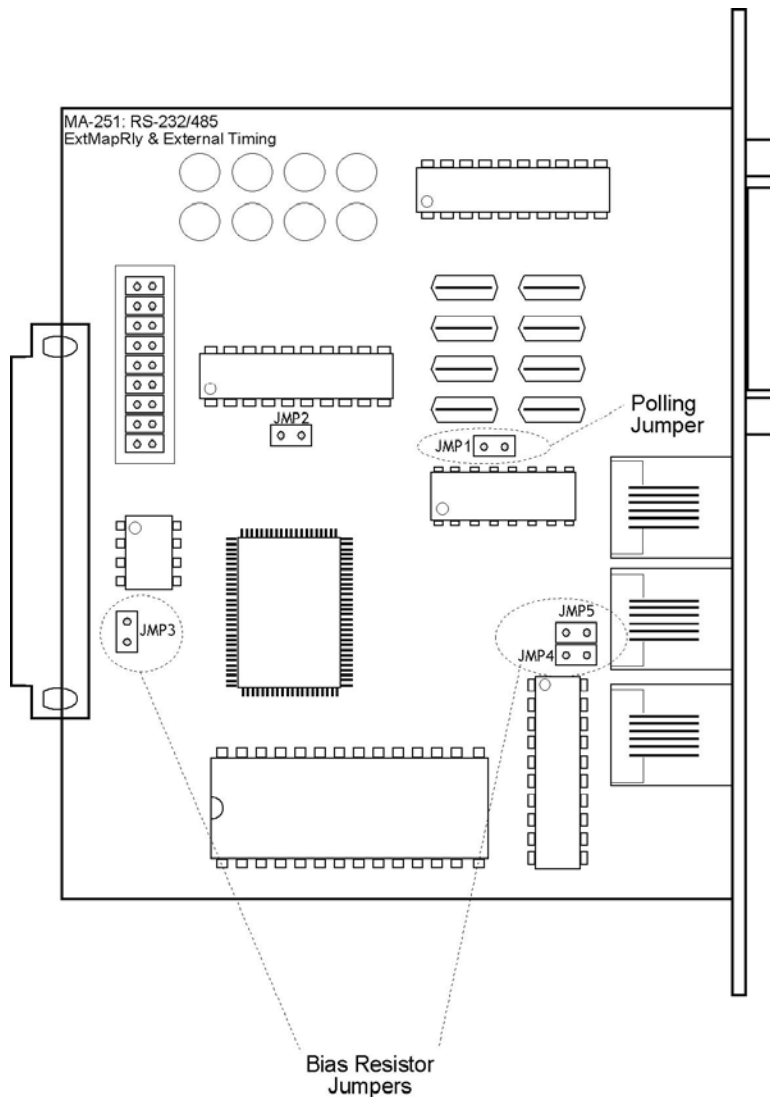 MA-251: RS-232/485
ExtMapRly & External Timing
JMP2
Polling
Jumper
JMP1
JMP5
JMP3
JMP4
Bias Resistor
Jumpers